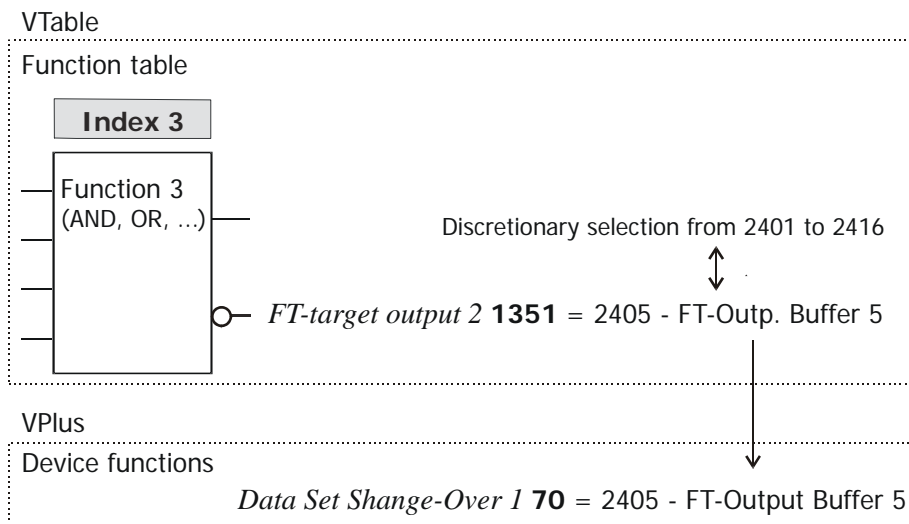 VTable
Function table
Index 3
Function 3
(AND, OR, ...)
Discretionary selection from 2401 to 2416
FT-target output 2 1351 = 2405 - FT-Outp. Buffer 5
VPlus
Device functions
Data Set Shange-Over 1 70 = 2405 - FT-Output Buffer 5